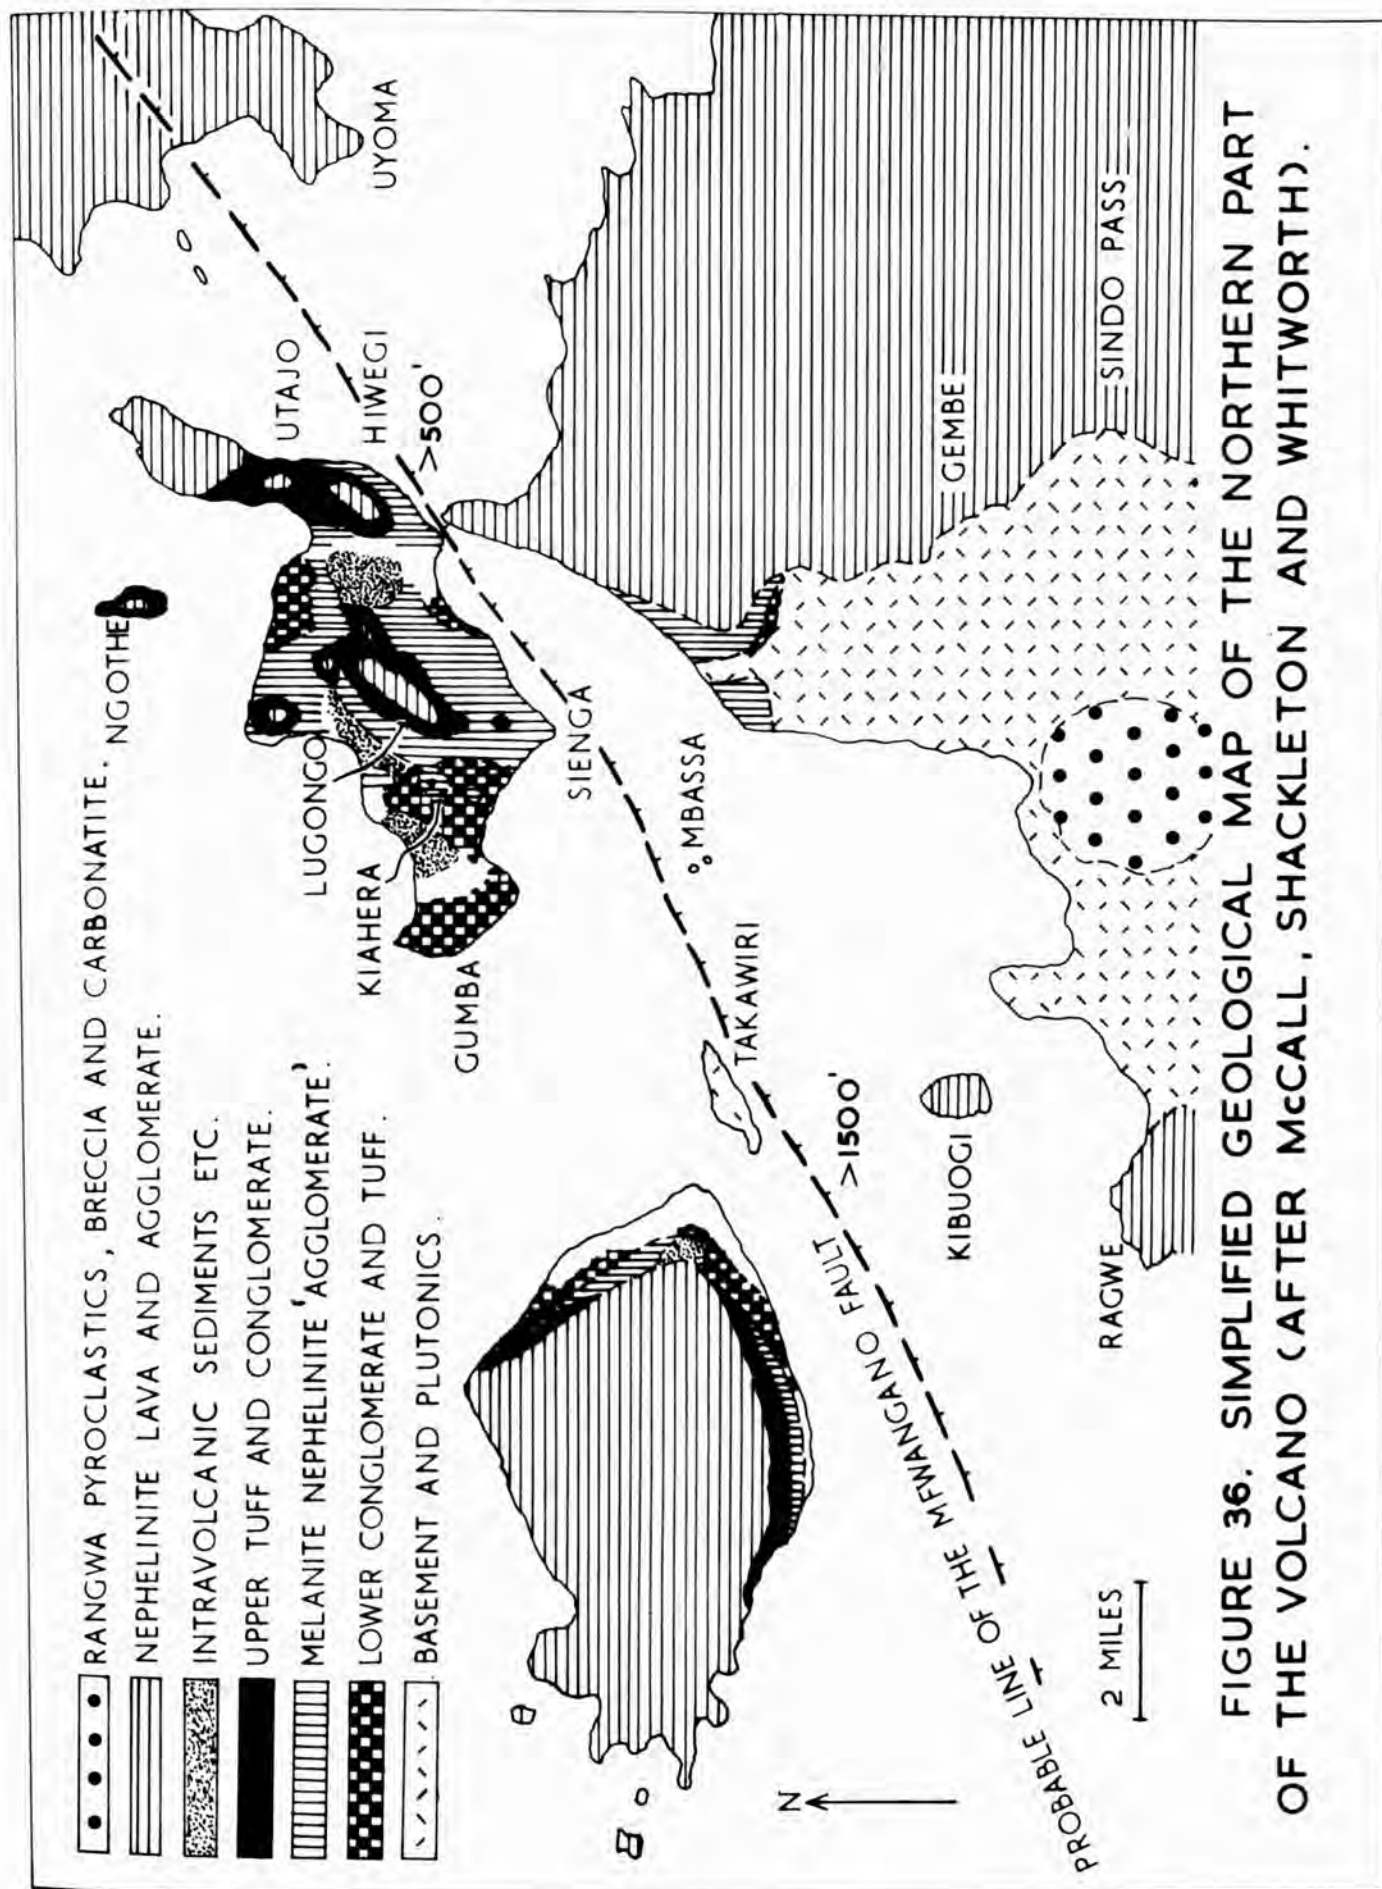 RANGWA PYROCLASTICS, BRECCIA AND CARBONATITE.
NEPHELINITE LAVA AND AGGLOMERATE.
INTRAVOLCANIC SEDIMENTS ETC.
UPPER TUFF AND CONGLOMERATE.
MELANITE NEPHELINITE 'AGGLOMERATE'.
LOWER CONGLOMERATE AND TUFF.
BASEMENT AND PLUTONICS.
NGOTHE
UTAJO
HIWEGI
>500'
UYOMA
LUGONGO
KIAHERA
GUMBA
SIENGA
MBASSA
TAKAWIRI
GEMBE
SINDO PASS
>1500'
KIBUOGI
RAGWE
PROBABLE LINE OF THE MFWANGANO FAULT
N
2 MILES
FIGURE 36. SIMPLIFIED GEOLOGICAL MAP OF THE NORTHERN PART
OF THE VOLCANO (AFTER McCALL, SHACKLETON AND WHITWORTH).